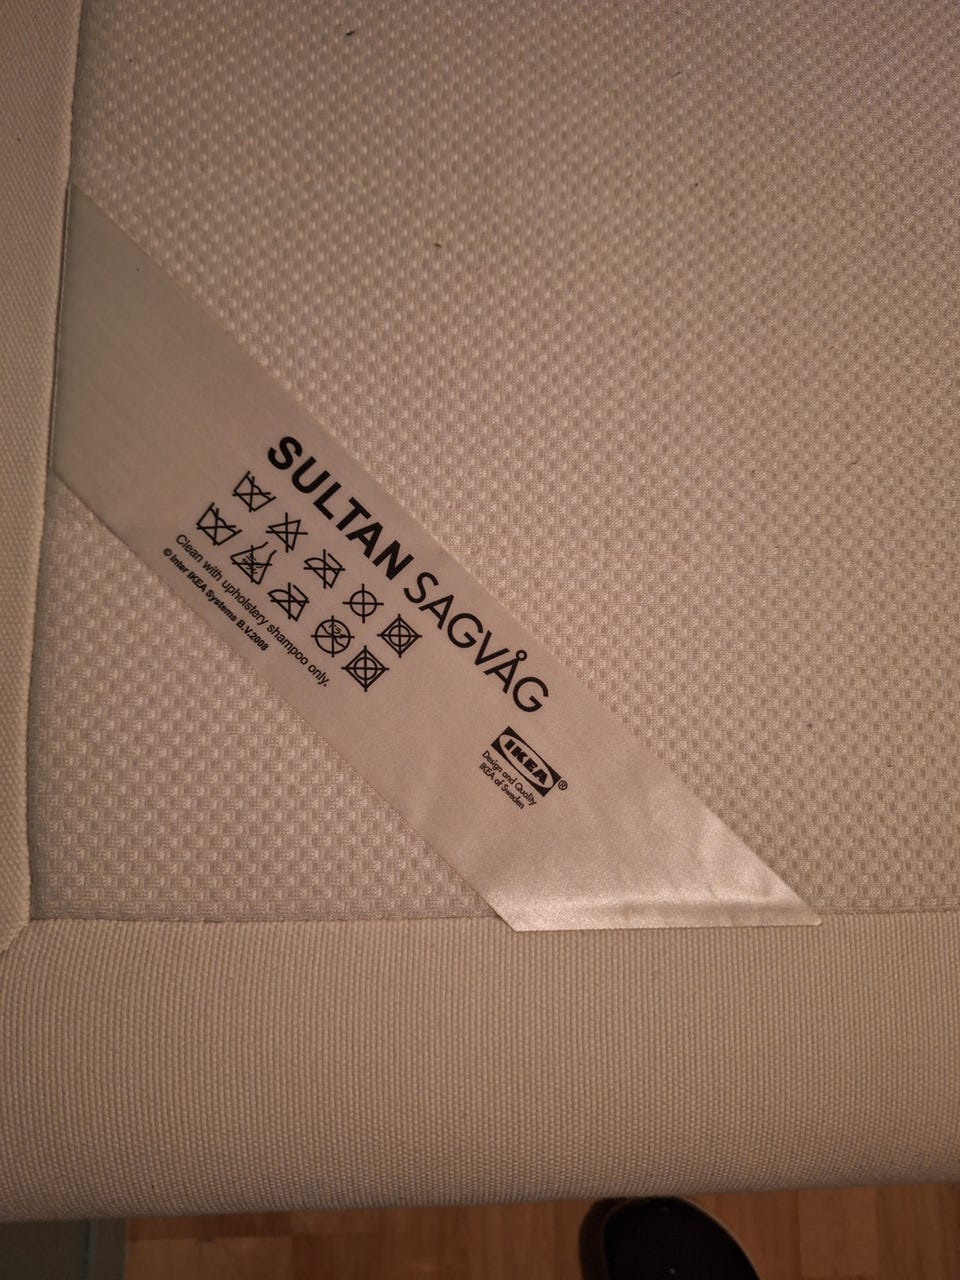 SULTAN SAGVÅG
Clean with upholstery shampoo only.
© Inter IKEA Systems B.V.2008
IKEA®
Design and Quality
IKEA of Sweden